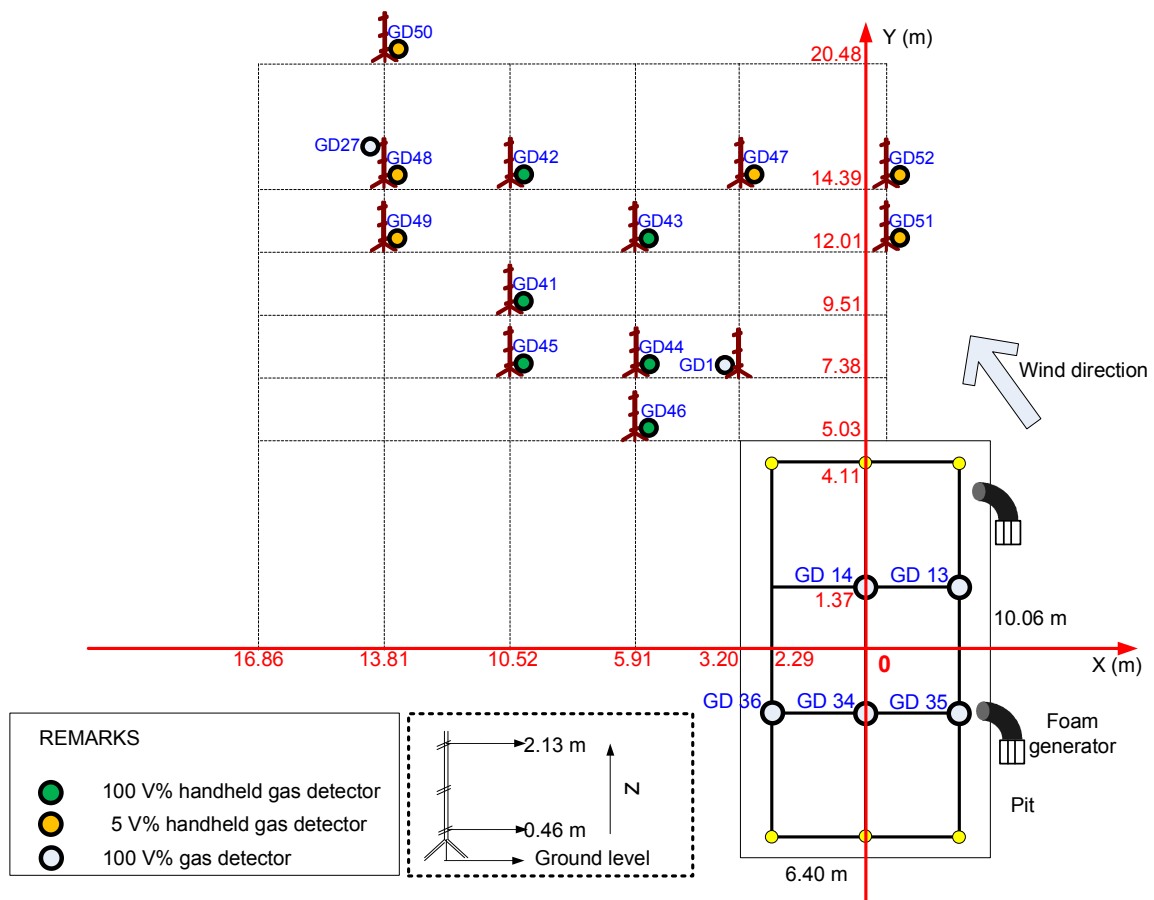 GD50
Y (m)
20.48
GD27
GD48
GD42
GD47
GD52
14.39
GD49
GD43
GD51
12.01
GD41
9.51
GD45
GD44
GD1
7.38
Wind direction
GD46
5.03
4.11
GD 14
GD 13
1.37
10.06 m
16.86
13.81
10.52
5.91
3.20
2.29
0
X (m)
GD 36
GD 34
GD 35
Foam
generator
Pit
6.40 m
REMARKS
100 V% handheld gas detector
5 V% handheld gas detector
100 V% gas detector
2.13 m
Z
0.46 m
Ground level